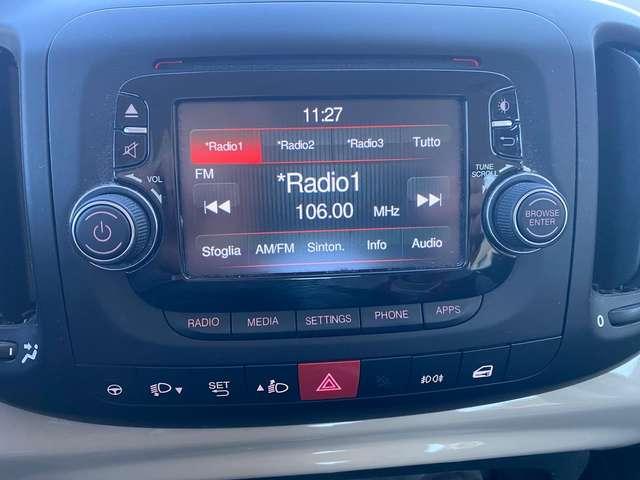 11:27
*Radio1 *Radio2 *Radio3 Tutto
FM
*Radio1
106.00 MHz
Sfoglia AM/FM Sinton. Info Audio
VOL
TUNE
SCROLL
BROWSE
ENTER
RADIO MEDIA SETTINGS PHONE APPS
SET
0